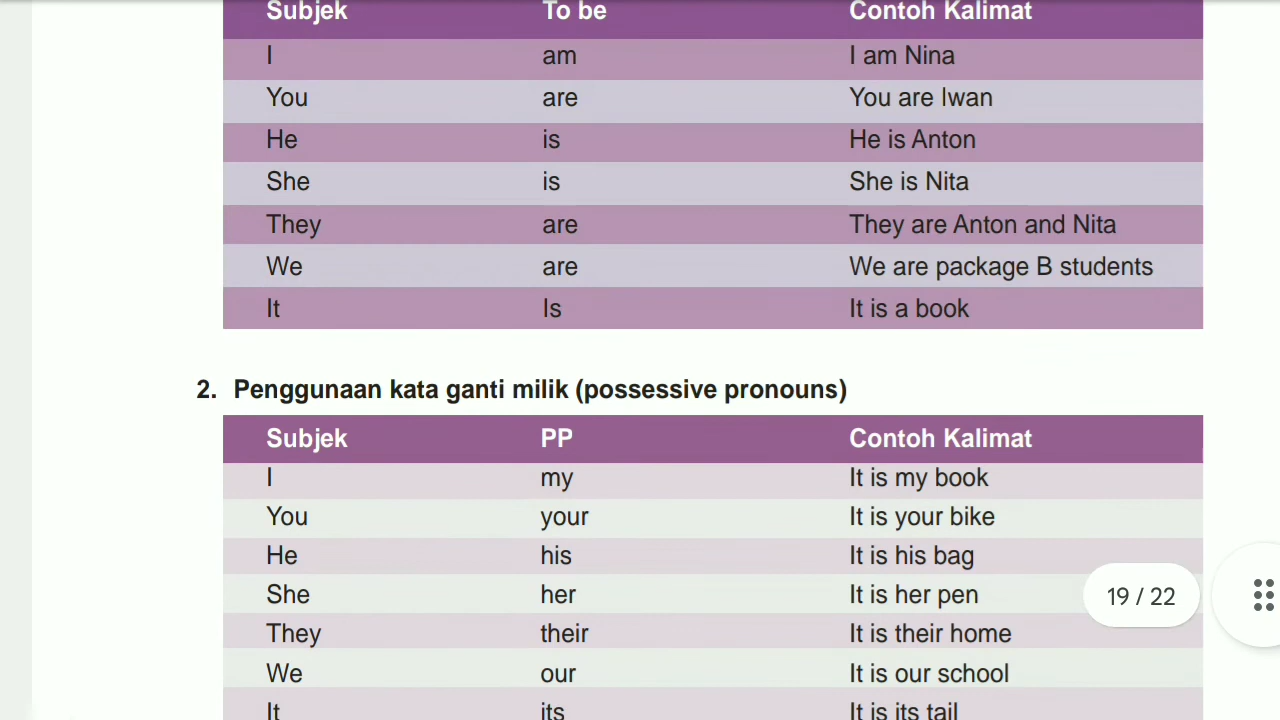 Subjek To be Contoh Kalimat
I am I am Nina
You are You are Iwan
He is He is Anton
She is She is Nita
They are They are Anton and Nita
We are We are package B students
It Is It is a book
2. Penggunaan kata ganti milik (possessive pronouns)
Subjek PP Contoh Kalimat
I my It is my book
You your It is your bike
He his It is his bag
She her It is her pen
19 / 22
They their It is their home
We our It is our school
It its It is its tail